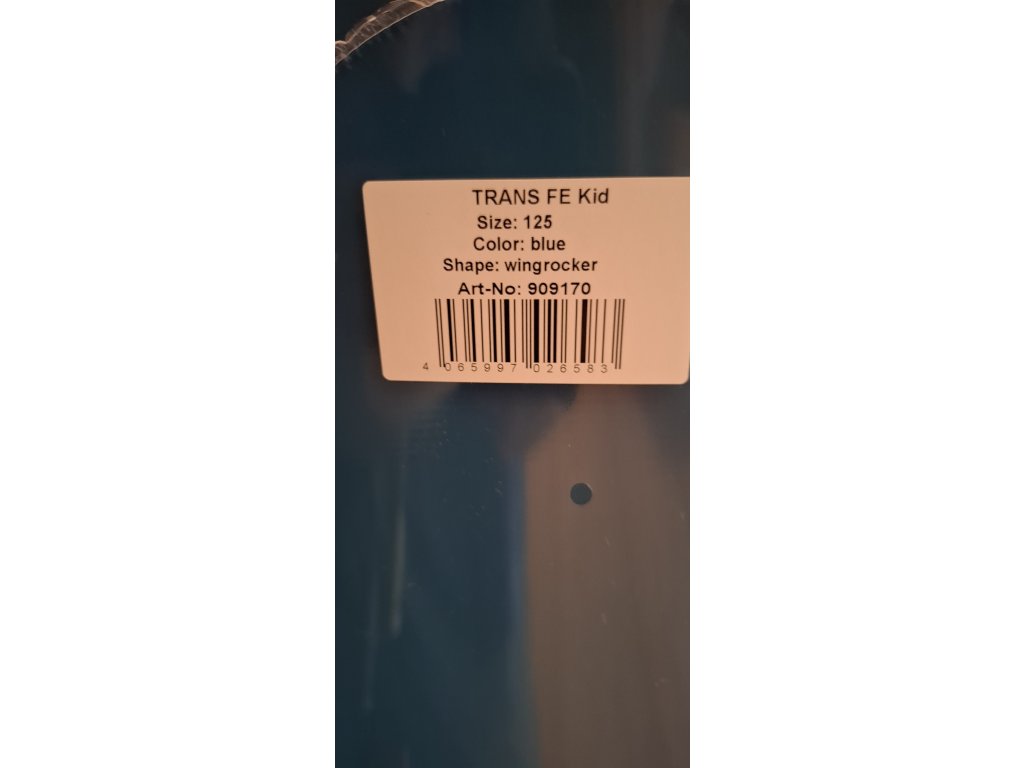 TRANS FE Kid
Size: 125
Color: blue
Shape: wingrocker
Art-No: 909170
4 065997 026583